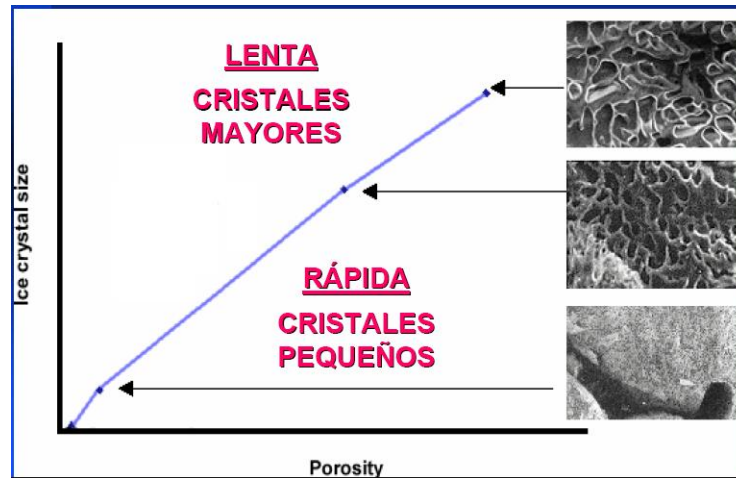 LENTA
CRISTALES
MAYORES
RÁPIDA
CRISTALES
PEQUEÑOS
Ice crystal size
Porosity